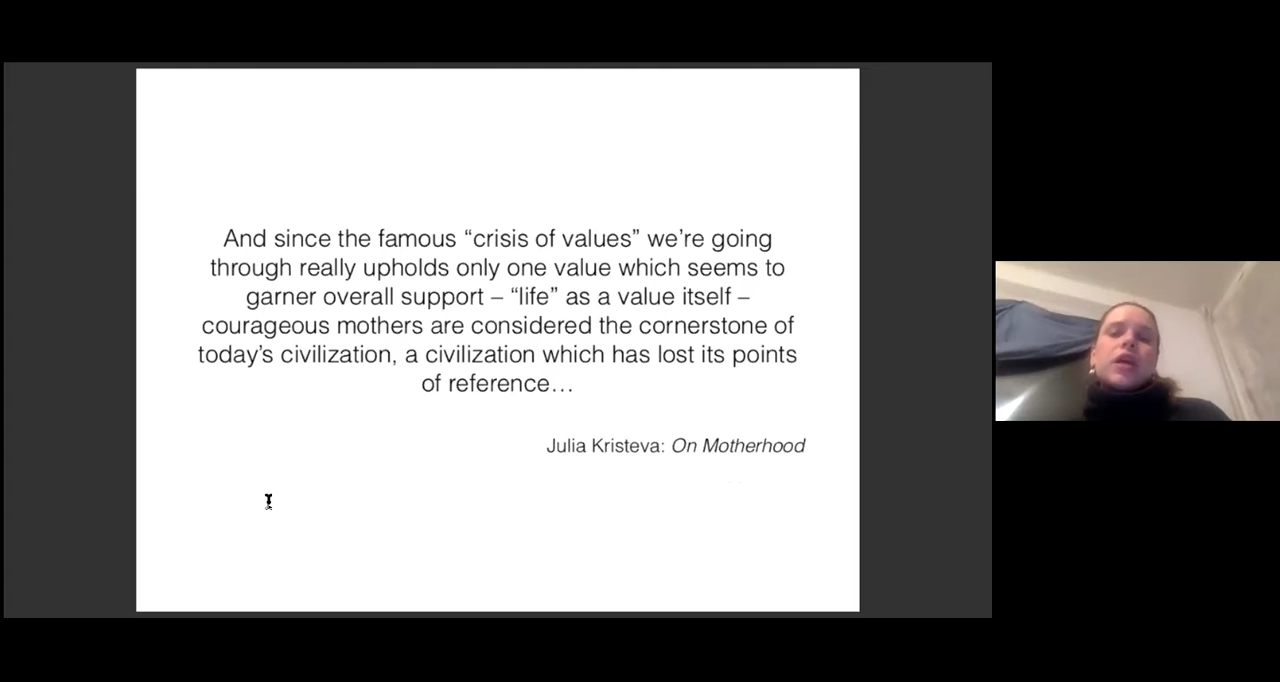 And since the famous “crisis of values” we’re going
through really upholds only one value which seems to
garner overall support – “life” as a value itself –
courageous mothers are considered the cornerstone of
today’s civilization, a civilization which has lost its points
of reference…
Julia Kristeva: On Motherhood